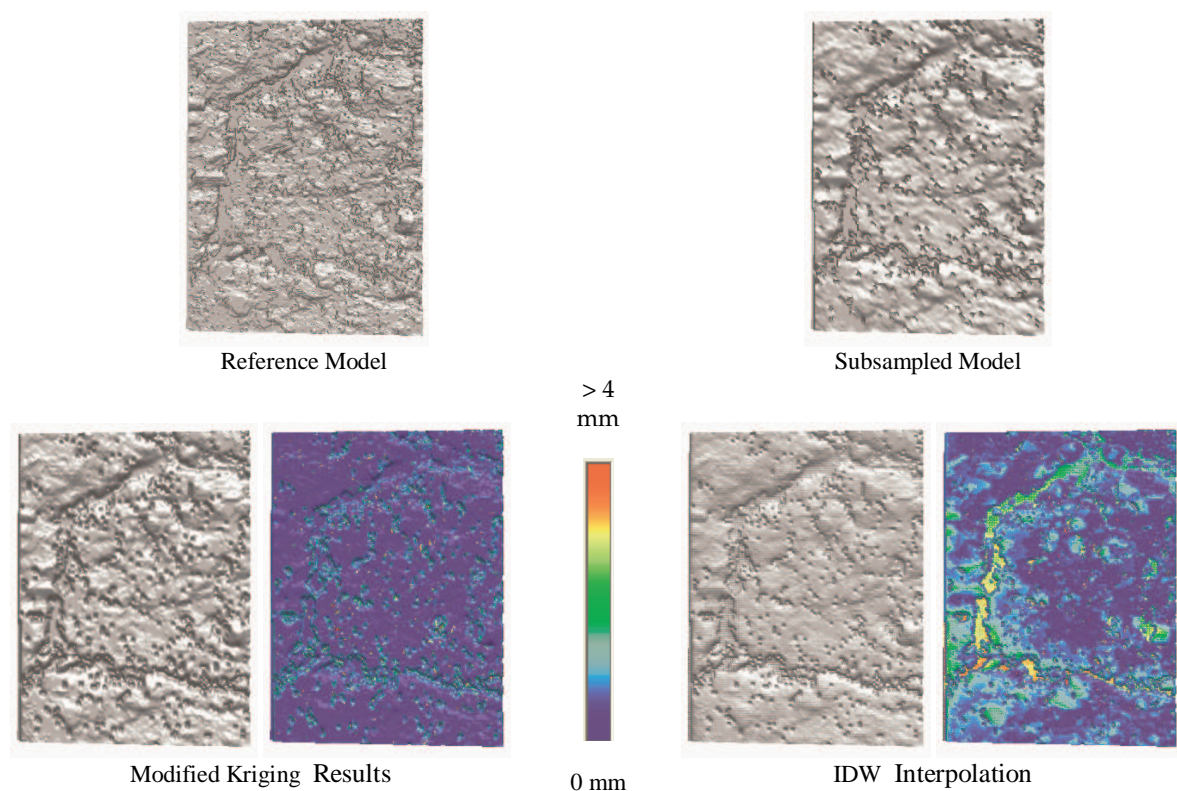 Reference Model
Subsampled Model
> 4
mm
Modified Kriging Results
0 mm
IDW Interpolation